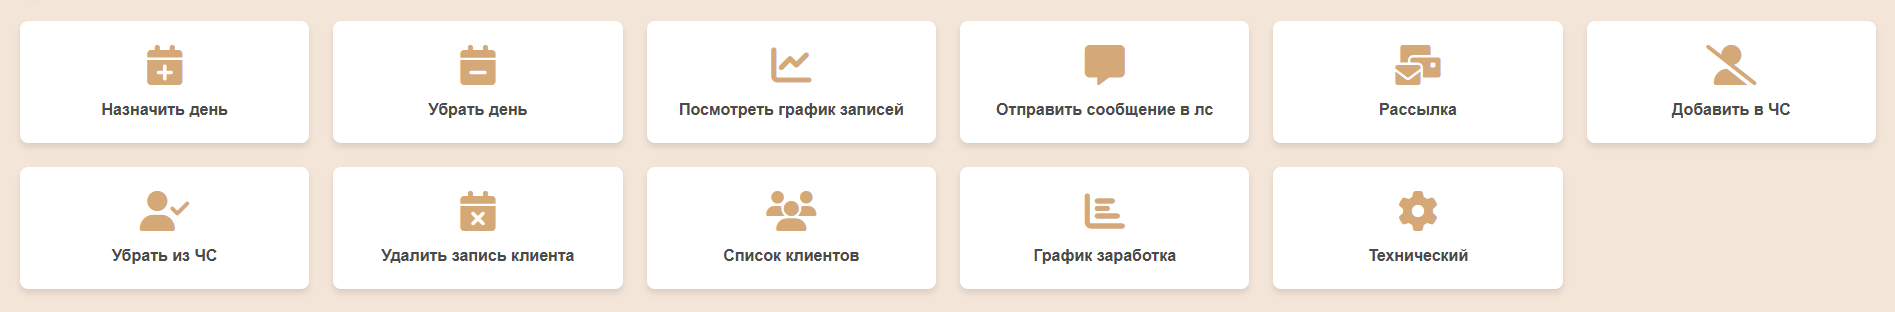 Назначить день
Убрать день
Посмотреть график записей
Отправить сообщение в лс
Рассылка
Добавить в ЧС
Убрать из ЧС
Удалить запись клиента
Список клиентов
График заработка
Технический